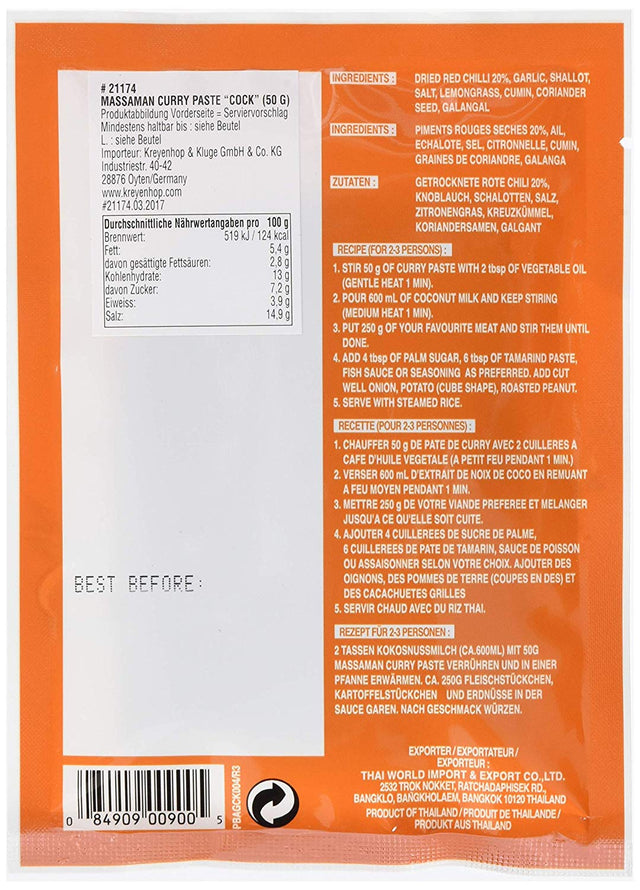 # 21174
MASSAMAN CURRY PASTE "COCK" (50 G)
Produktabbildung Vorderseite = Serviervorschlag
Mindestens haltbar bis : siehe Beutel
L. : siehe Beutel
Importeur: Kreyenhop & Kluge GmbH & Co. KG
Industriestr. 40-42
28876 Oyten/Germany
www.kreyenhop.com
#21174.03.2017
Durchschnittliche Nährwertangaben pro 100 g
Brennwert: 519 kJ / 124 kcal
Fett: 5,4 g
davon gesättigte Fettsäuren: 2,8 g
Kohlenhydrate: 13 g
davon Zucker: 7,2 g
Eiweiss: 3,9 g
Salz: 14,9 g
BEST BEFORE:
INGREDIENTS : DRIED RED CHILLI 20%, GARLIC, SHALLOT,
SALT, LEMONGRASS, CUMIN, CORIANDER
SEED, GALANGAL
INGREDIENTS : PIMENTS ROUGES SECHES 20%, AIL,
ECHALOTE, SEL, CITRONNELLE, CUMIN,
GRAINES DE CORIANDRE, GALANGA
ZUTATEN : GETROCKNETE ROTE CHILI 20%,
KNOBLAUCH, SCHALOTTEN, SALZ,
ZITRONENGRAS, KREUZKÜMMEL,
KORIANDERSAMEN, GALGANT
RECIPE (FOR 2-3 PERSONS) :
1. STIR 50 g OF CURRY PASTE WITH 2 tbsp OF VEGETABLE OIL
(GENTLE HEAT 1 MIN).
2. POUR 600 mL OF COCONUT MILK AND KEEP STIRING
(MEDIUM HEAT 1 MIN).
3. PUT 250 g OF YOUR FAVOURITE MEAT AND STIR THEM UNTIL
DONE.
4. ADD 4 tbsp OF PALM SUGAR, 6 tbsp OF TAMARIND PASTE,
FISH SAUCE OR SEASONING AS PREFERRED. ADD CUT
WELL ONION, POTATO (CUBE SHAPE), ROASTED PEANUT.
5. SERVE WITH STEAMED RICE.
RECETTE (POUR 2-3 PERSONNES) :
1. CHAUFFER 50 g DE PATE DE CURRY AVEC 2 CUILLERES A
CAFE D'HUILE VEGETALE (A PETIT FEU PENDANT 1 MIN.)
2. VERSER 600 mL D'EXTRAIT DE NOIX DE COCO EN REMUANT
A FEU MOYEN PENDANT 1 MIN.
3. METTRE 250 g DE VOTRE VIANDE PREFEREE ET MELANGER
JUSQU'A CE QU'ELLE SOIT CUITE.
4. AJOUTER 4 CUILLEREES DE SUCRE DE PALME,
6 CUILLEREES DE PATE DE TAMARIN, SAUCE DE POISSON
OU ASSAISONNER SELON VOTRE CHOIX. AJOUTER DES
OIGNONS, DES POMMES DE TERRE (COUPES EN DES) ET
DES CACACHUETES GRILLES
5. SERVIR CHAUD AVEC DU RIZ THAI.
REZEPT FÜR 2-3 PERSONEN :
2 TASSEN KOKOSNUSSMILCH (CA.600ML) MIT 50G
MASSAMAN CURRY PASTE VERRÜHREN UND IN EINER
PFANNE ERWÄRMEN. CA. 250G FLEISCHSTÜCKCHEN,
KARTOFFELSTÜCKCHEN UND ERDNÜSSE IN DER
SAUCE GAREN. NACH GESCHMACK WÜRZEN.
EXPORTER / EXPORTATEUR /
EXPORTEUR :
THAI WORLD IMPORT & EXPORT CO.,LTD.
2532 TROK NOKKET, RATCHADAPHISEK RD.,
BANGKLO, BANGKHOLAEM, BANGKOK 10120 THAILAND
PRODUCT OF THAILAND / PRODUIT DE THAILANDE /
PRODUKT AUS THAILAND
0 84909 00900 5
PBAGCK004/R3